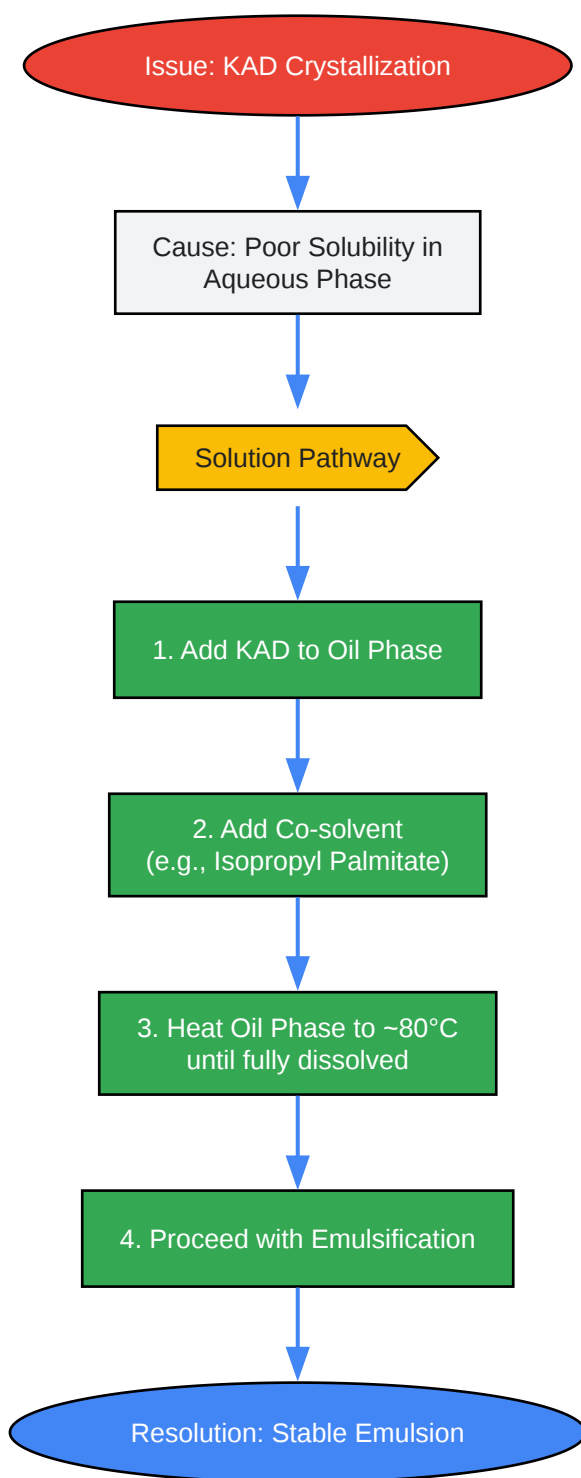 Issue: KAD Crystallization
Cause: Poor Solubility in
Aqueous Phase
Solution Pathway
1. Add KAD to Oil Phase
2. Add Co-solvent
(e.g., Isopropyl Palmitate)
3. Heat Oil Phase to ~80°C
until fully dissolved
4. Proceed with Emulsification
Resolution: Stable Emulsion